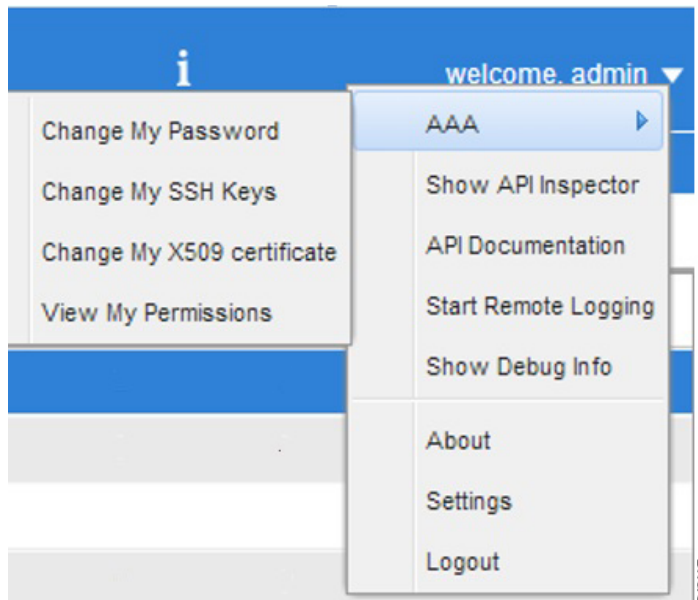 i
welcome, admin
AAA
Show API Inspector
API Documentation
Start Remote Logging
Show Debug Info
About
Settings
Logout
Change My Password
Change My SSH Keys
Change My X509 certificate
View My Permissions